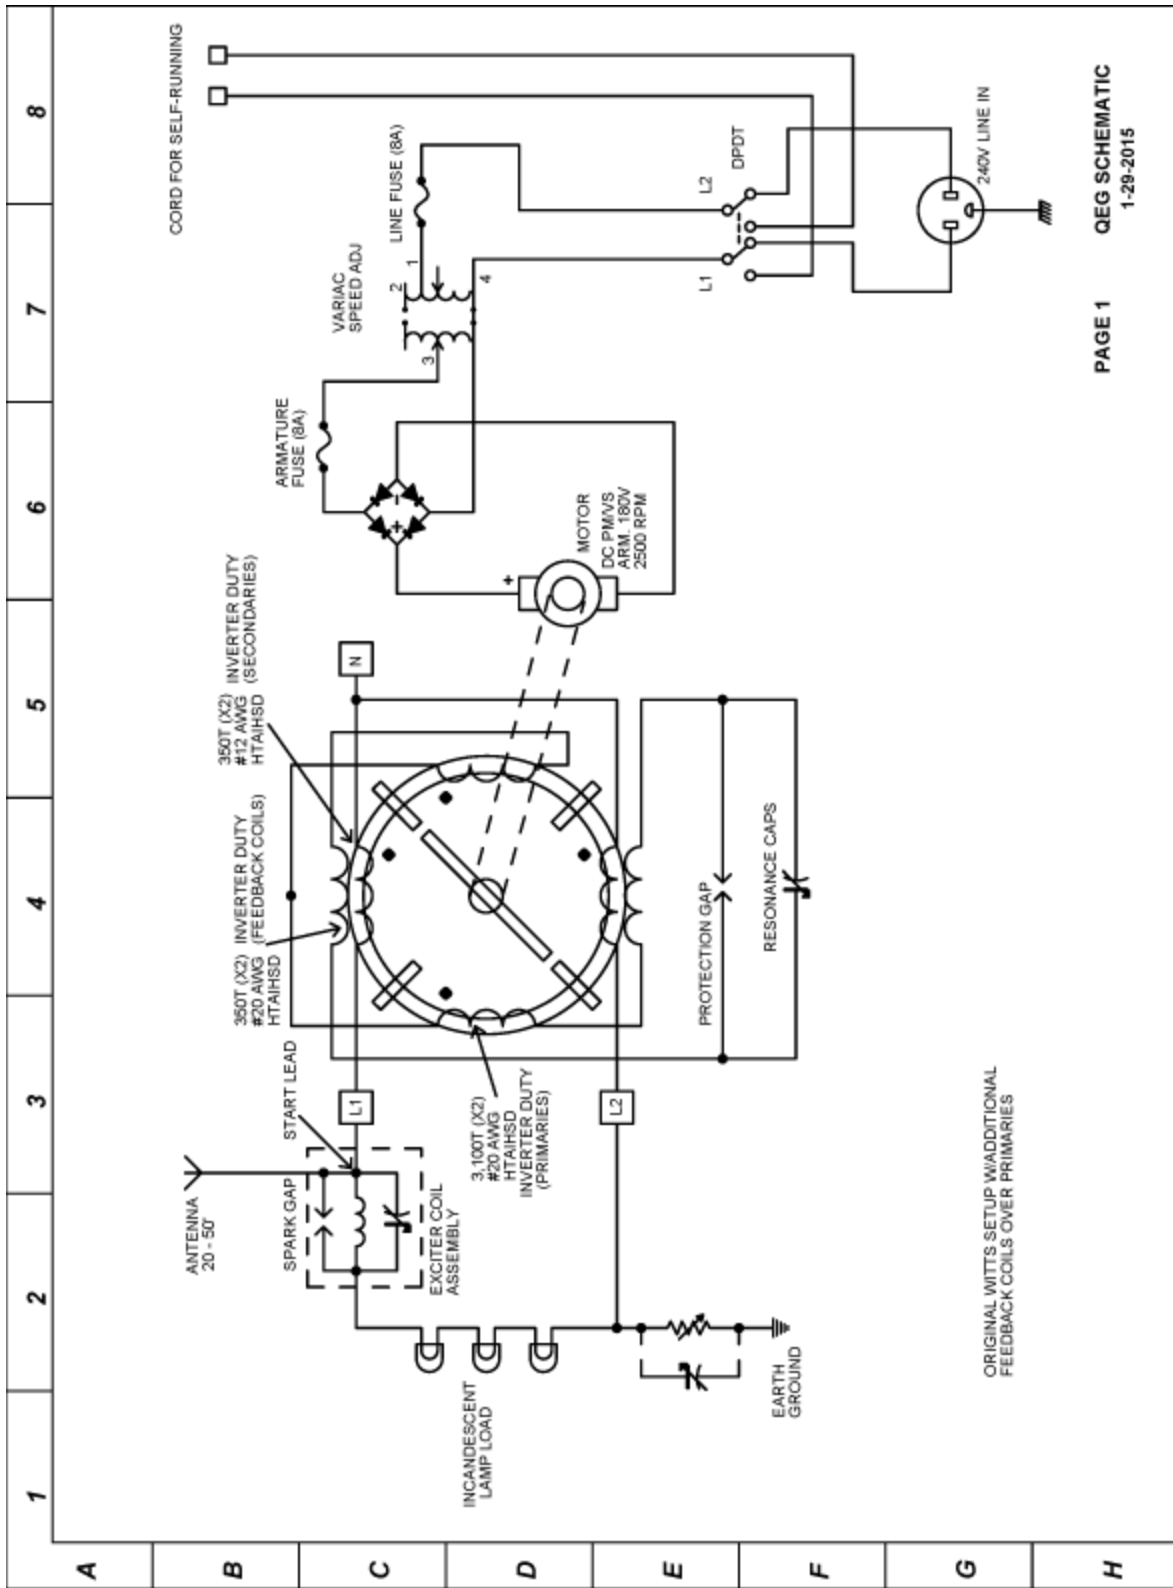 1
2
3
4
5
6
7
8
A
B
C
D
E
F
G
H
ANTENNA
20 - 50'
SPARK GAP
START LEAD
L1
EXCITER COIL
ASSEMBLY
INCANDESCENT
LAMP LOAD
EARTH
GROUND
L2
3,100T (X2)
#20 AWG
HTAIHSD
INVERTER DUTY
(PRIMARIES)
350T (X2) INVERTER DUTY
#20 AWG (FEEDBACK COILS)
HTAIHSD
350T (X2) INVERTER DUTY
#12 AWG (SECONDARIES)
HTAIHSD
N
PROTECTION GAP
RESONANCE CAPS
+
MOTOR
DC PM/VS
ARM. 180V
2500 RPM
- +
ARMATURE
FUSE (8A)
VARIAC
SPEED ADJ
3
2
1
4
LINE FUSE (8A)
CORD FOR SELF-RUNNING
L1
L2
DPDT
240V LINE IN
ORIGINAL WITTS SETUP W/ADDITIONAL
FEEDBACK COILS OVER PRIMARIES
PAGE 1
QEG SCHEMATIC
1-29-2015